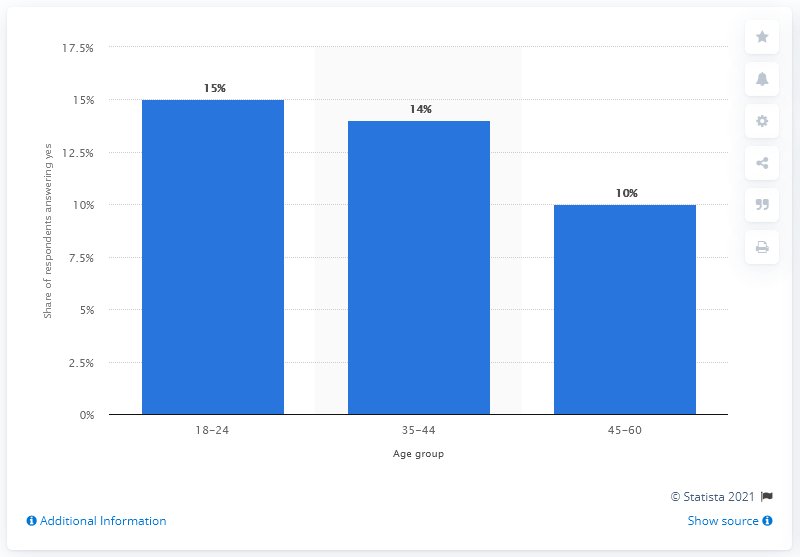 17.5%
15%
12.5%
10%
7.5%
5%
2.5%
0%
Share of respondents answering yes
15%
14%
10%
18–24
35–44
45–60
Age group
© Statista 2021
Additional Information
Show source